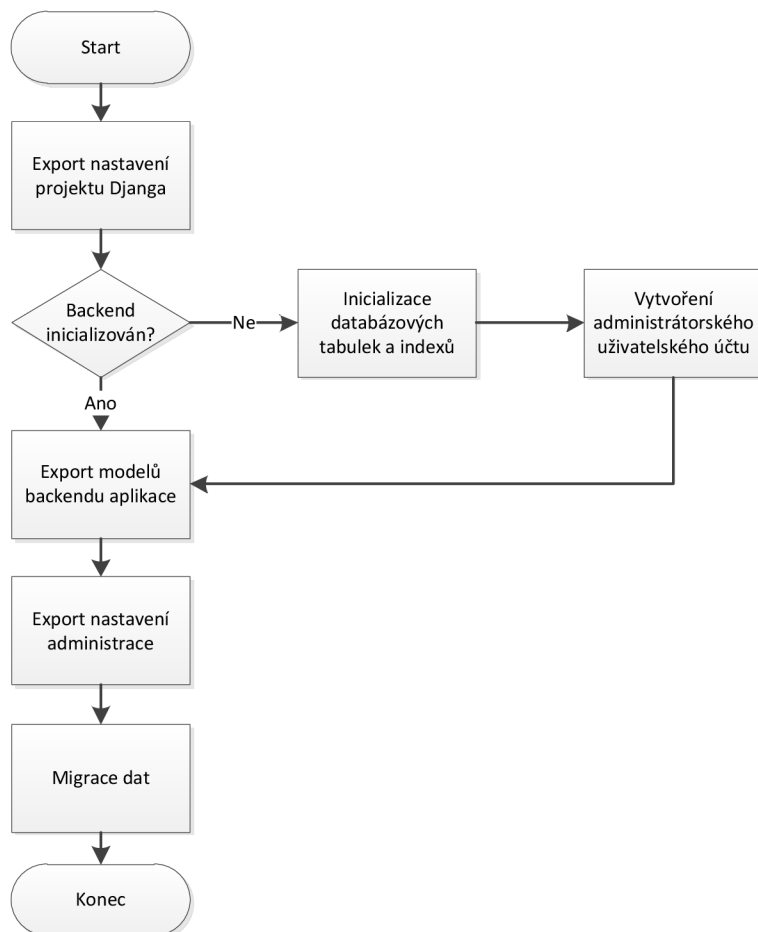 Start
Export nastavení
projektu Djanga
Backend
inicializován?
Ne
Inicializace
databázových
tabulek a indexů
Vytvoření
administrátorského
uživatelského účtu
Ano
Export modelů
backendu aplikace
Export nastavení
administrace
Migrace dat
Konec